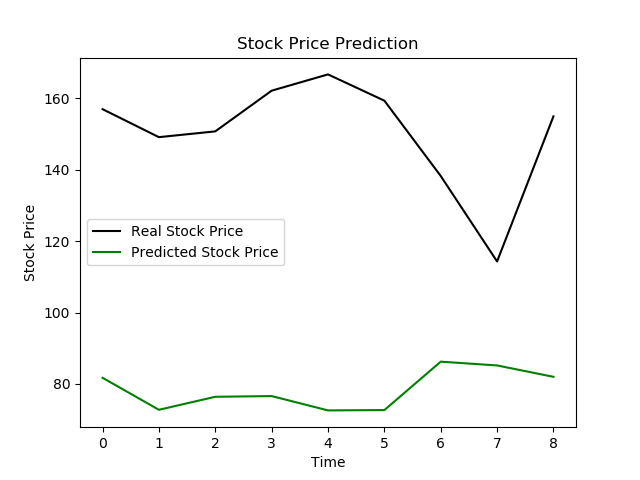 Stock Price Prediction
160
140
120
100
80
Stock Price
Real Stock Price
Predicted Stock Price
0 1 2 3 4 5 6 7 8
Time